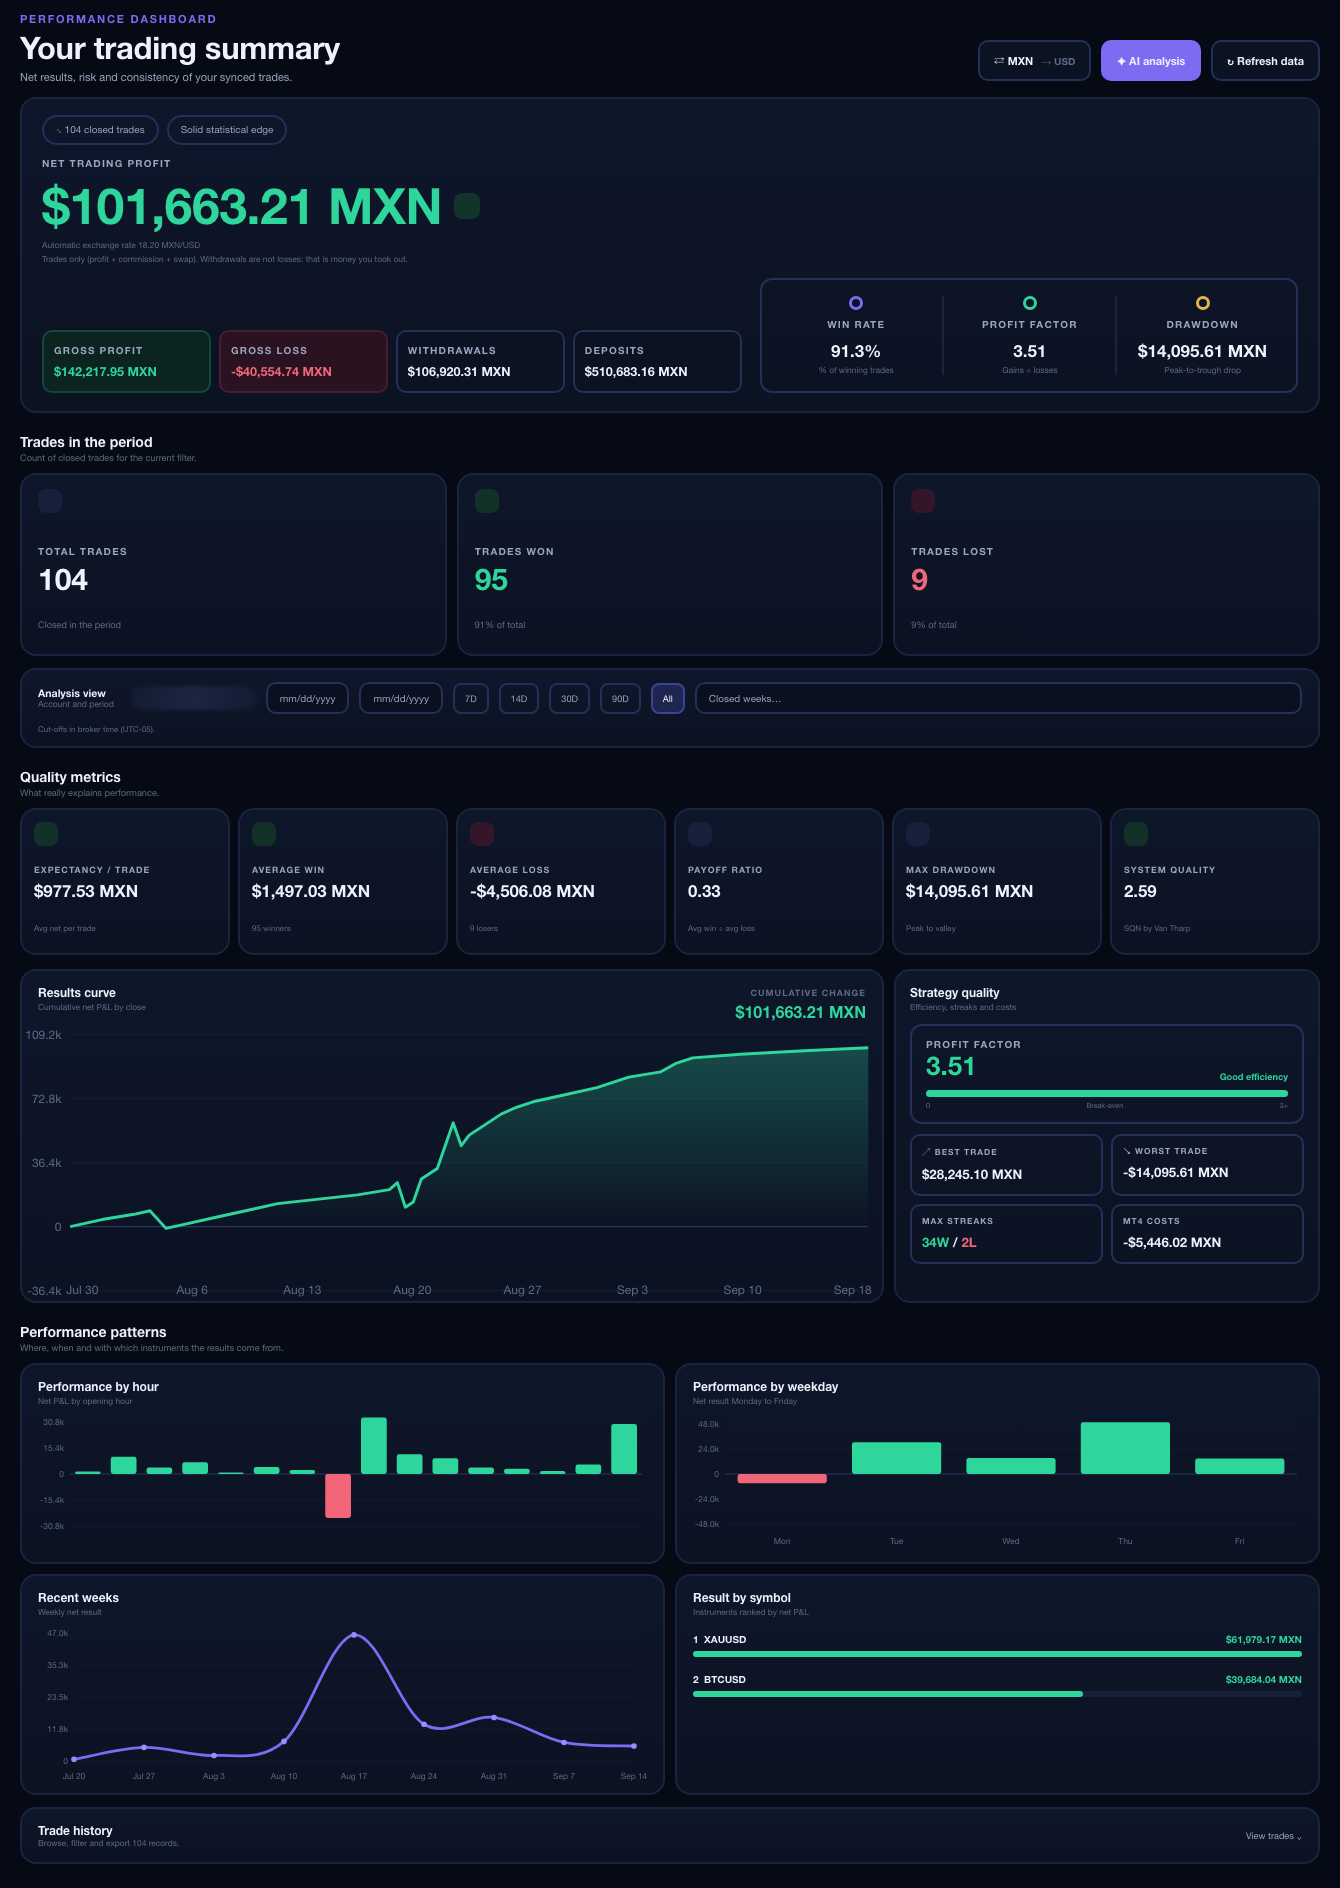 PERFORMANCE DASHBOARD
Your trading summary
Net results, risk and consistency of your synced trades.
⇄ MXN → USD
✦ AI analysis
↻ Refresh data
104 closed trades
Solid statistical edge
NET TRADING PROFIT
$101,663.21 MXN
Automatic exchange rate 18.20 MXN/USD
Trades only (profit + commission + swap). Withdrawals are not losses: that is money you took out.
GROSS PROFIT
$142,217.95 MXN
GROSS LOSS
-$40,554.74 MXN
WITHDRAWALS
$106,920.31 MXN
DEPOSITS
$510,683.16 MXN
WIN RATE
91.3%
% of winning trades
PROFIT FACTOR
3.51
Gains ÷ losses
DRAWDOWN
$14,095.61 MXN
Peak-to-trough drop
Trades in the period
Count of closed trades for the current filter.
TOTAL TRADES
104
Closed in the period
TRADES WON
95
91% of total
TRADES LOST
9
9% of total
Analysis view
Account and period
mm/dd/yyyy
mm/dd/yyyy
7D
14D
30D
90D
All
Closed weeks...
Cut-offs in broker time (UTC-05).
Quality metrics
What really explains performance.
EXPECTANCY / TRADE
$977.53 MXN
Avg net per trade
AVERAGE WIN
$1,497.03 MXN
95 winners
AVERAGE LOSS
-$4,506.08 MXN
9 losers
PAYOFF RATIO
0.33
Avg win ÷ avg loss
MAX DRAWDOWN
$14,095.61 MXN
Peak to valley
SYSTEM QUALITY
2.59
SQN by Van Tharp
Results curve
Cumulative net P&L by close
CUMULATIVE CHANGE
$101,663.21 MXN
109.2k
72.8k
36.4k
0
-36.4k
Jul 30
Aug 6
Aug 13
Aug 20
Aug 27
Sep 3
Sep 10
Sep 18
Strategy quality
Efficiency, streaks and costs
PROFIT FACTOR
3.51
Good efficiency
0
Break-even
3+
↗ BEST TRADE
$28,245.10 MXN
↘ WORST TRADE
-$14,095.61 MXN
MAX STREAKS
34W / 2L
MT4 COSTS
-$5,446.02 MXN
Performance patterns
Where, when and with which instruments the results come from.
Performance by hour
Net P&L by opening hour
30.8k
15.4k
0
-15.4k
-30.8k
Performance by weekday
Net result Monday to Friday
48.0k
24.0k
0
-24.0k
-48.0k
Mon
Tue
Wed
Thu
Fri
Recent weeks
Weekly net result
47.0k
35.3k
23.5k
11.8k
0
Jul 20
Jul 27
Aug 3
Aug 10
Aug 17
Aug 24
Aug 31
Sep 7
Sep 14
Result by symbol
Instruments ranked by net P&L
1 XAUUSD
$61,979.17 MXN
2 BTCUSD
$39,684.04 MXN
Trade history
Browse, filter and export 104 records.
View trades ⌄